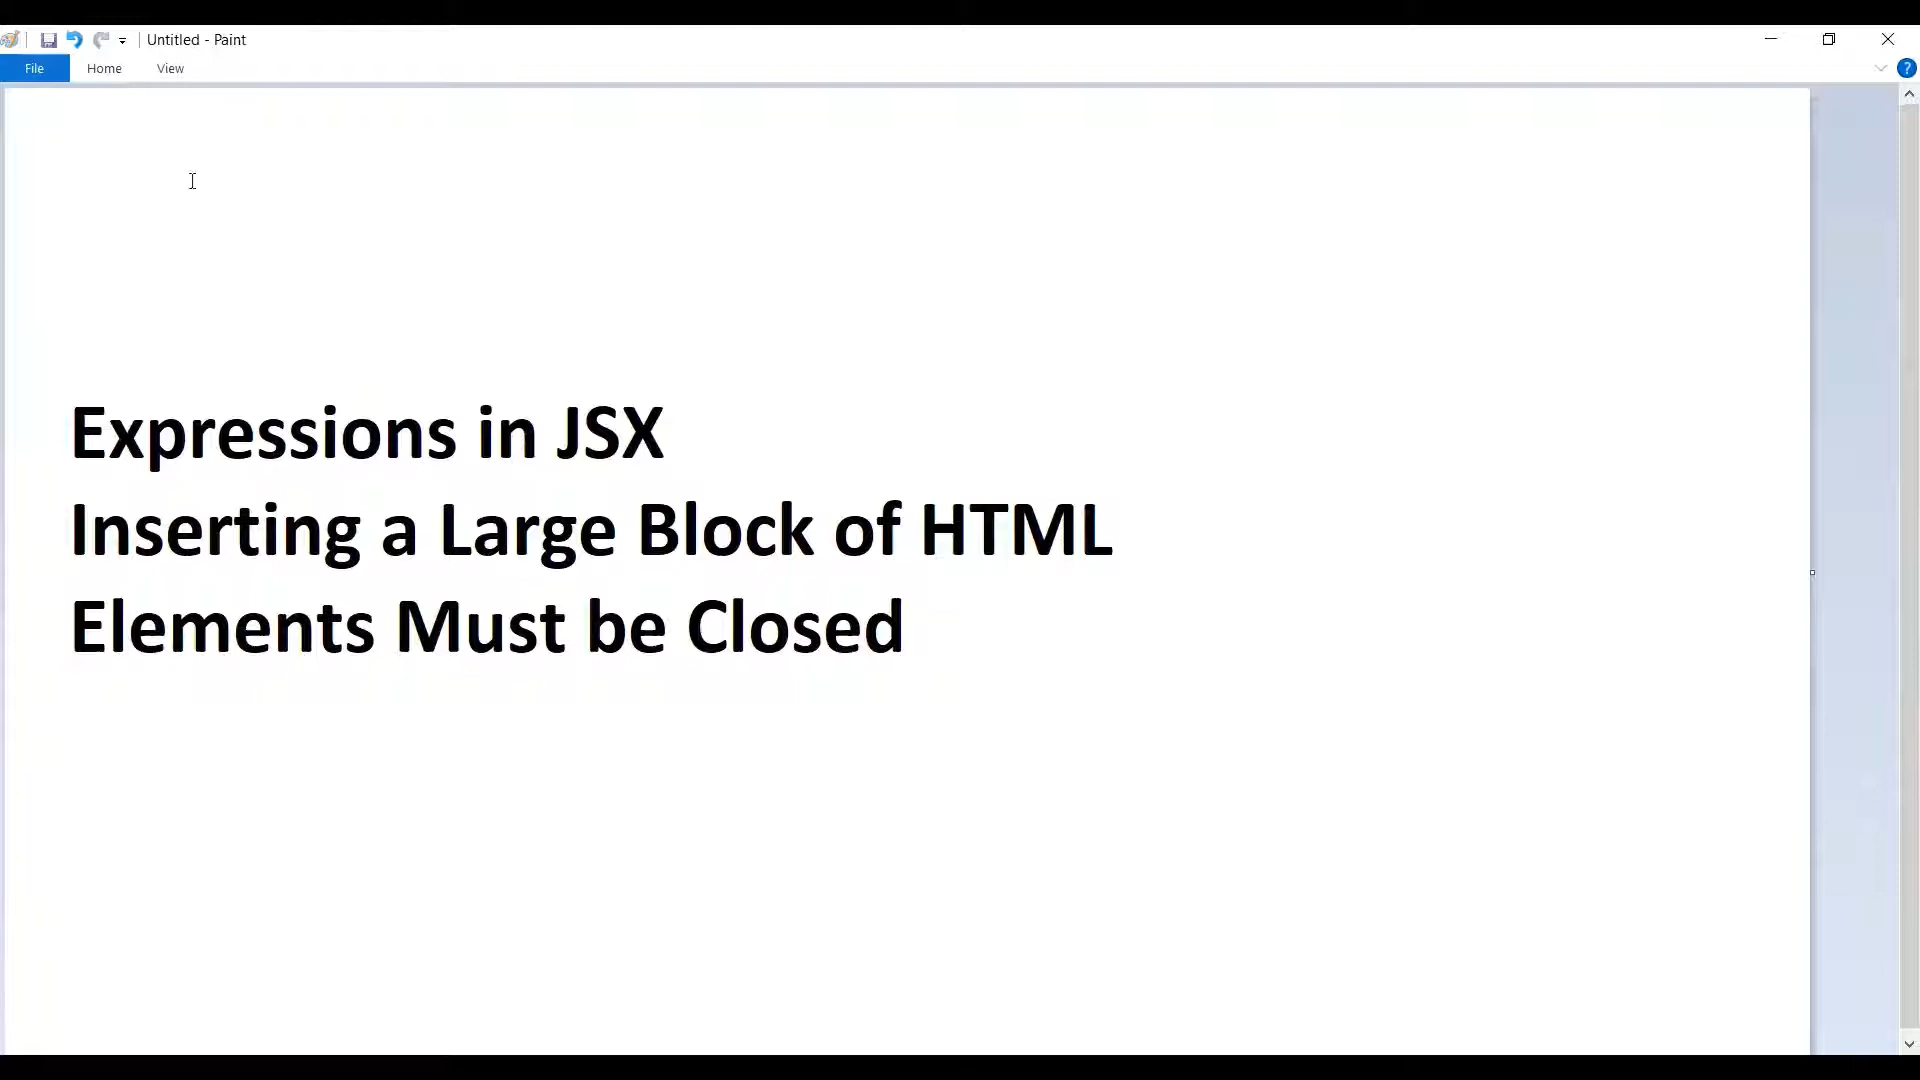 Untitled - Paint
File Home View
Expressions in JSX
Inserting a Large Block of HTML
Elements Must be Closed